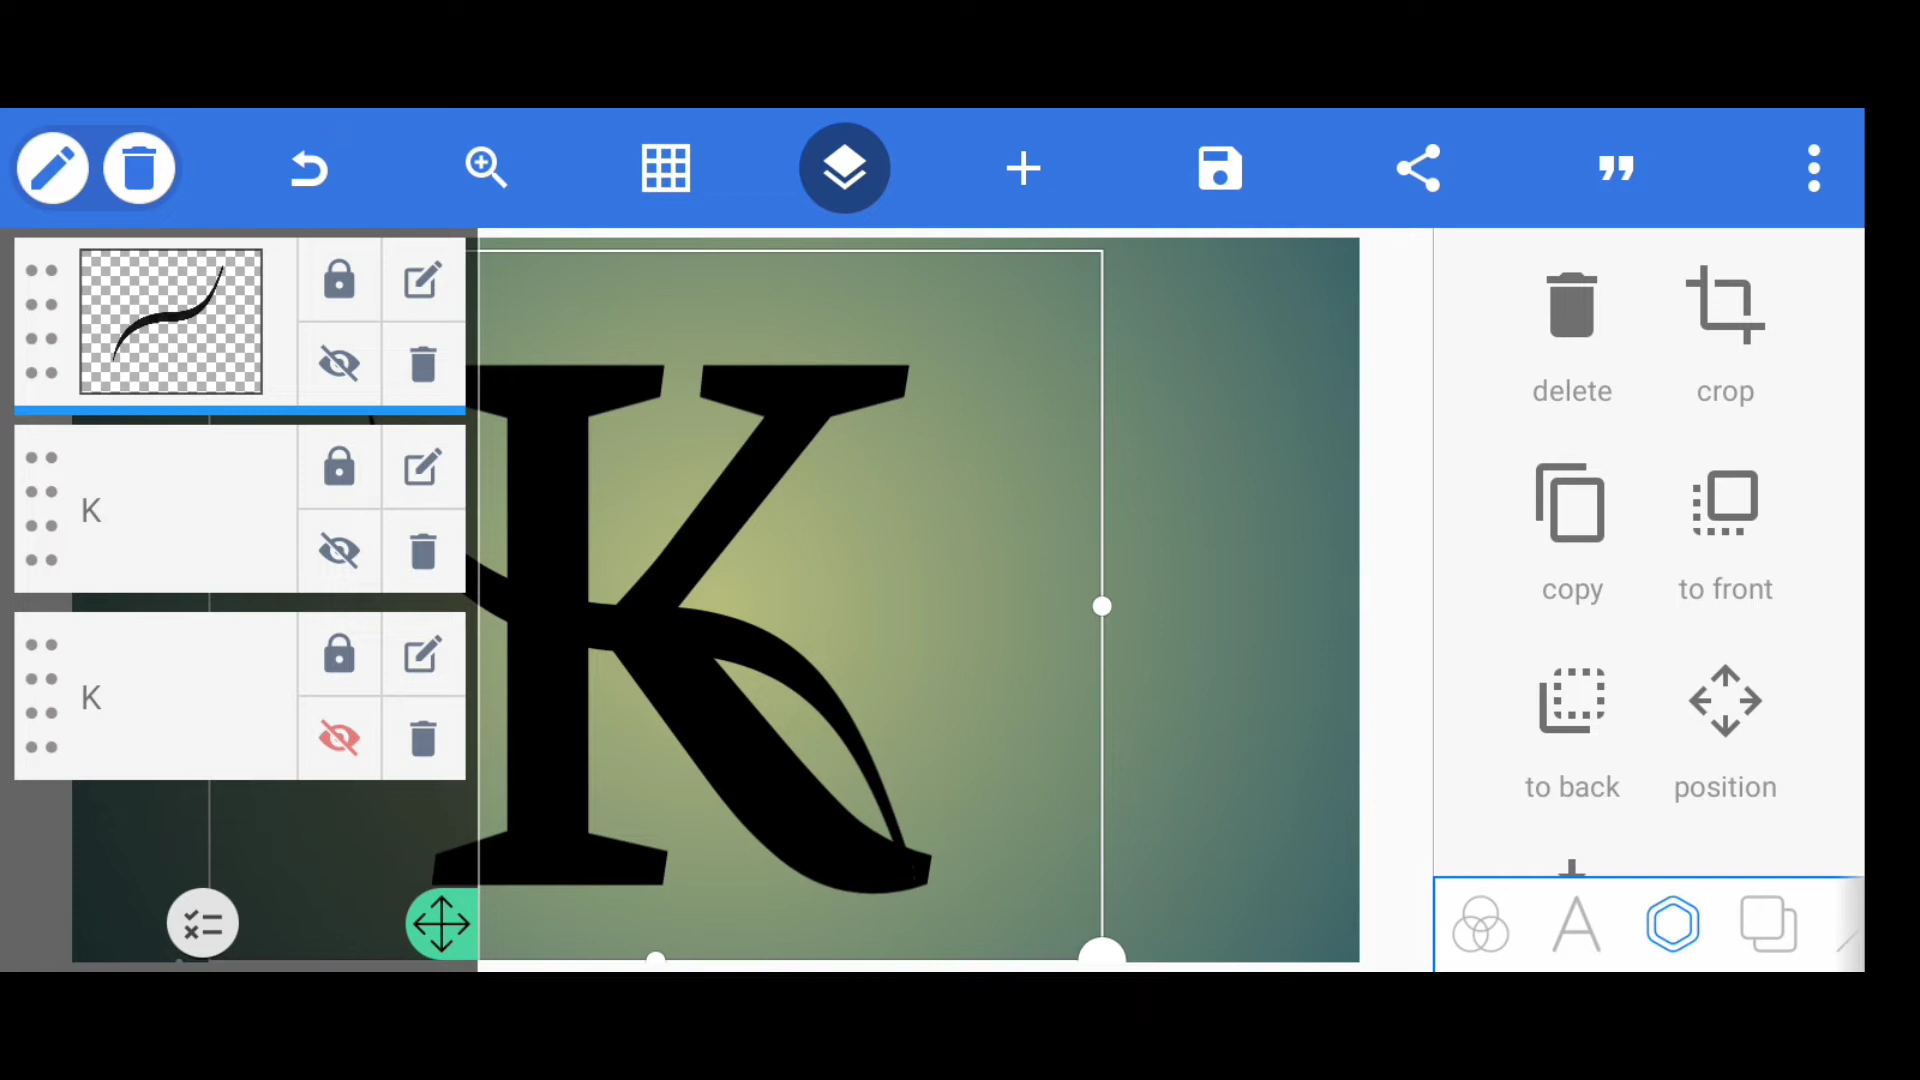 K
K
K
delete
crop
copy
to front
to back
position